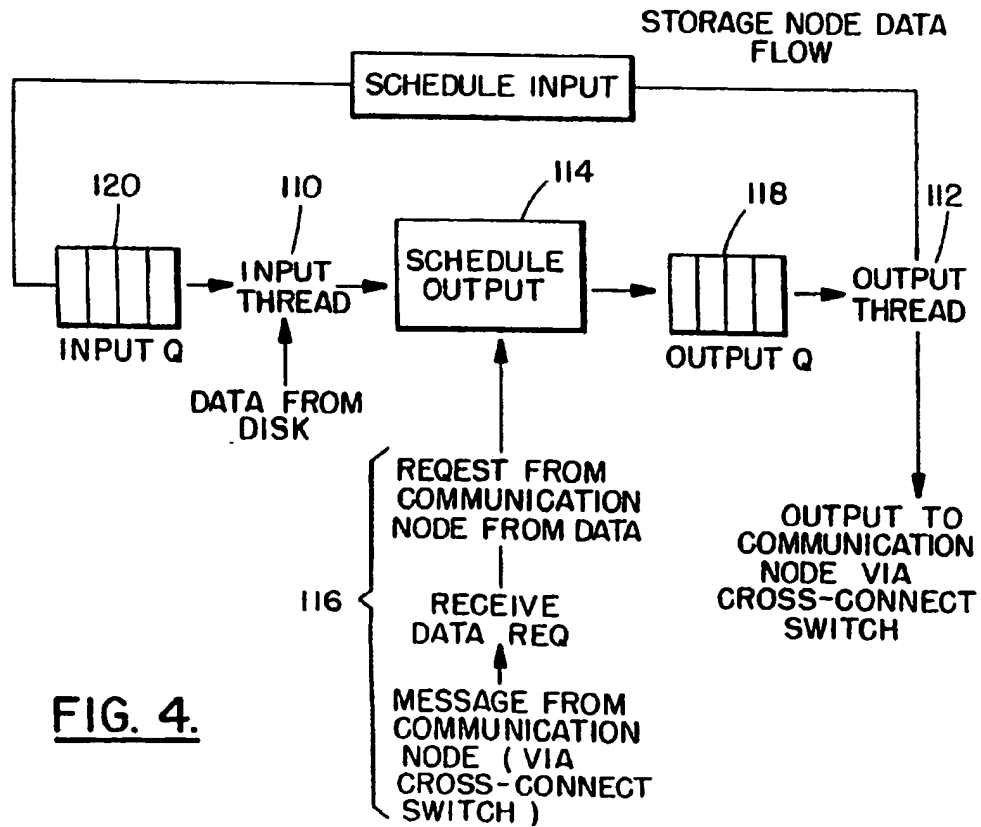 STORAGE NODE DATA
FLOW
SCHEDULE INPUT
120
110
114
118
112
INPUT
THREAD
SCHEDULE
OUTPUT
OUTPUT
THREAD
INPUT Q
OUTPUT Q
DATA FROM
DISK
REQEST FROM
COMMUNICATION
NODE FROM DATA
116
RECEIVE
DATA REQ
MESSAGE FROM
COMMUNICATION
NODE ( VIA
CROSS-CONNECT
SWITCH )
OUTPUT TO
COMMUNICATION
NODE VIA
CROSS-CONNECT
SWITCH
FIG. 4.